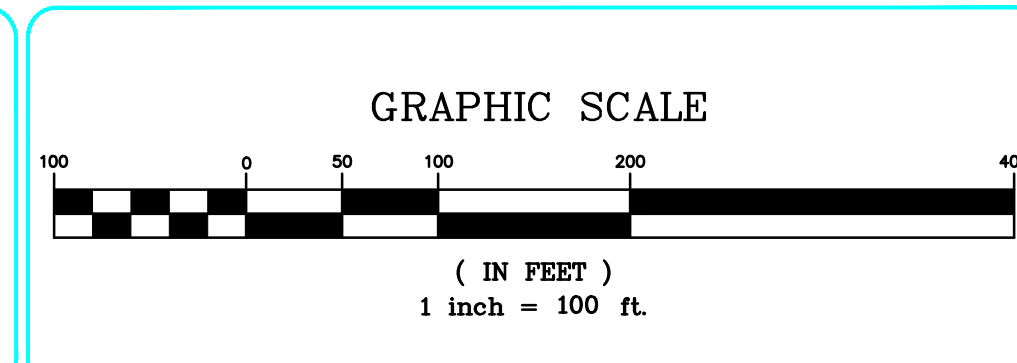 GRAPHIC SCALE
100 0 50 100 200
( IN FEET )
1 inch = 100 ft.